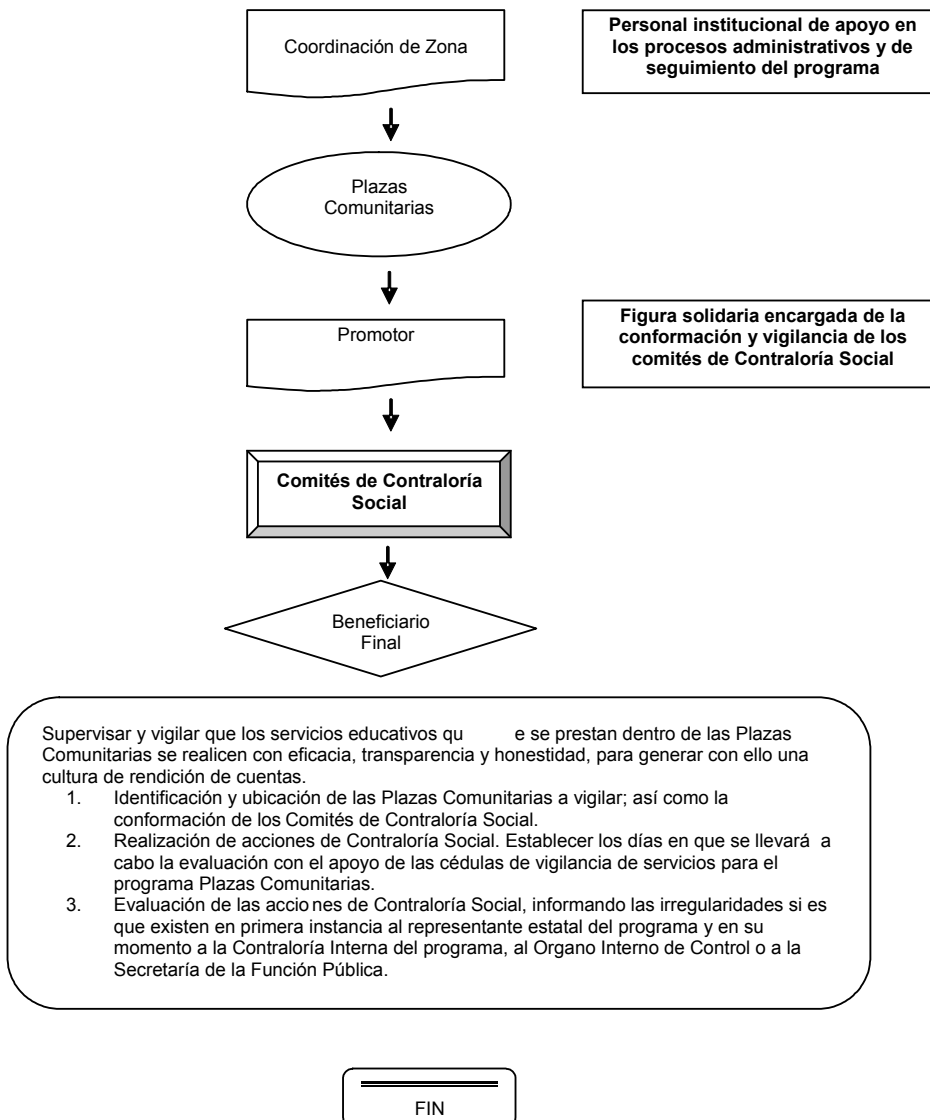 Coordinación de Zona
Personal institucional de apoyo en
los procesos administrativos y de
seguimiento del programa
Plazas
Comunitarias
Promotor
Figura solidaria encargada de la
conformación y vigilancia de los
comités de Contraloría Social
Comités de Contraloría
Social
Beneficiario
Final
Supervisar y vigilar que los servicios educativos qu e se prestan dentro de las Plazas
Comunitarias se realicen con eficacia, transparencia y honestidad, para generar con ello una
cultura de rendición de cuentas.
1. Identificación y ubicación de las Plazas Comunitarias a vigilar; así como la
conformación de los Comités de Contraloría Social.
2. Realización de acciones de Contraloría Social. Establecer los días en que se llevará a
cabo la evaluación con el apoyo de las cédulas de vigilancia de servicios para el
programa Plazas Comunitarias.
3. Evaluación de las accio nes de Contraloría Social, informando las irregularidades si es
que existen en primera instancia al representante estatal del programa y en su
momento a la Contraloría Interna del programa, al Organo Interno de Control o a la
Secretaría de la Función Pública.
FIN